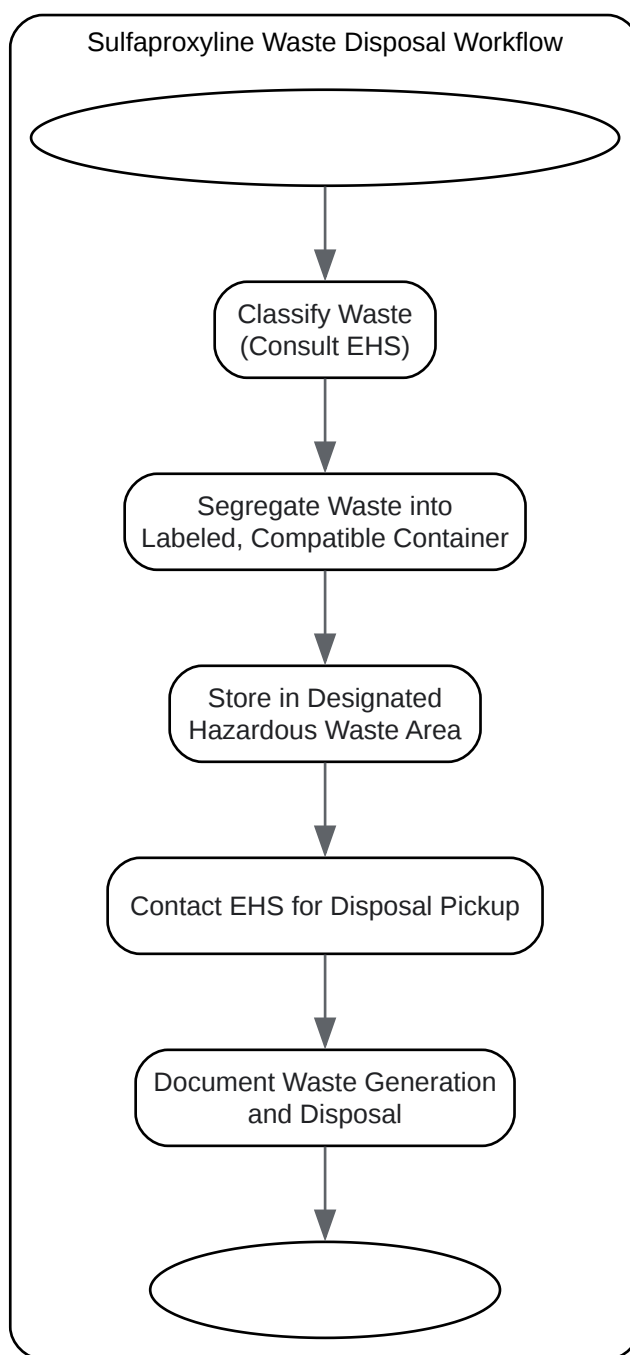 Sulfaproxyline Waste Disposal Workflow
Classify Waste
(Consult EHS)
Segregate Waste into
Labeled, Compatible Container
Store in Designated
Hazardous Waste Area
Contact EHS for Disposal Pickup
Document Waste Generation
and Disposal